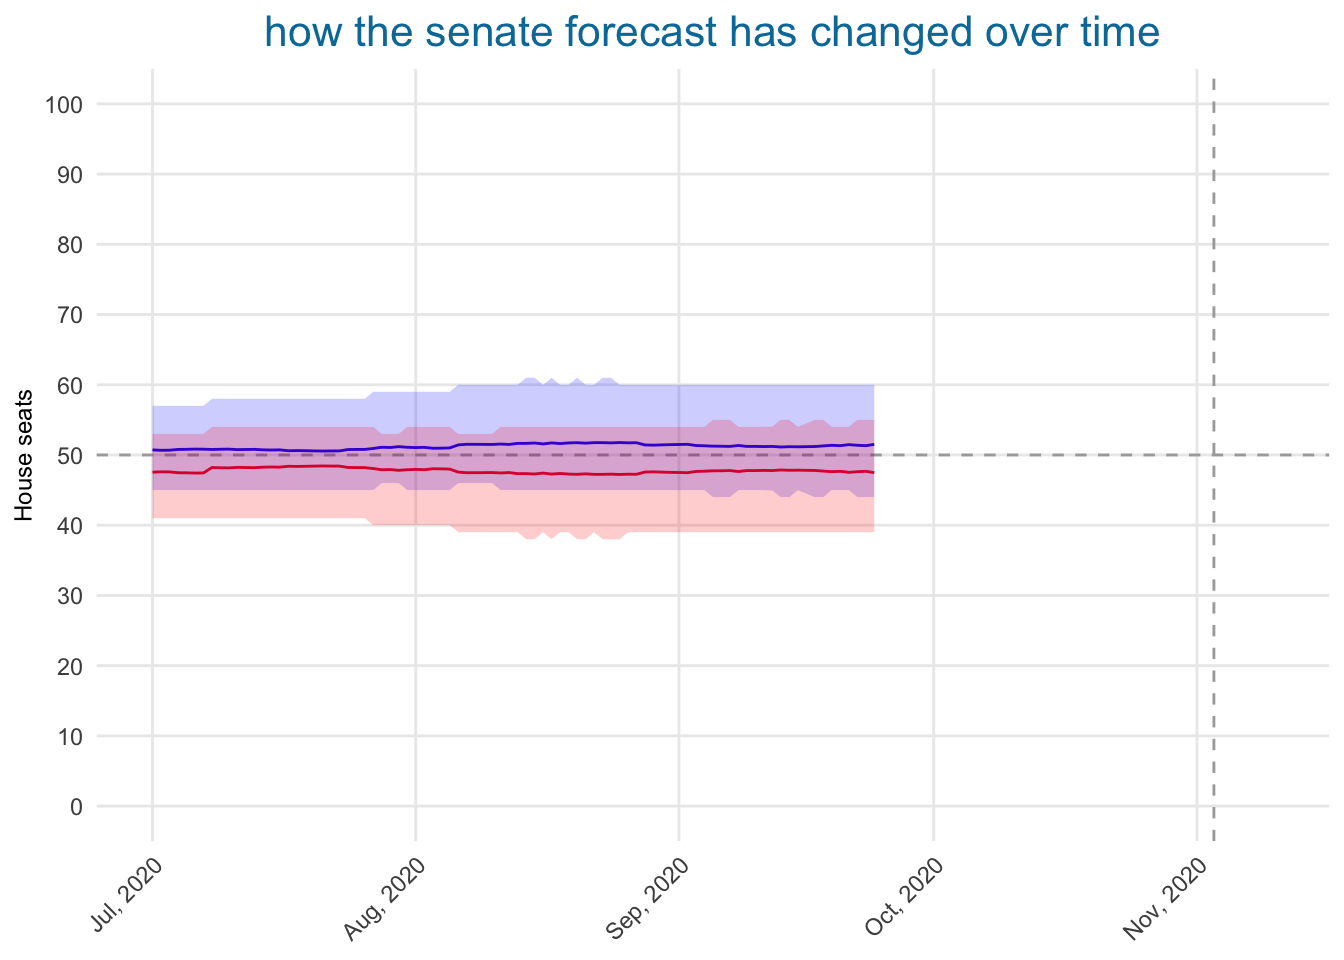 how the senate forecast has changed over time
100
90
80
70
60
50
40
30
20
10
0
House seats
Jul, 2020
Aug, 2020
Sep, 2020
Oct, 2020
Nov, 2020